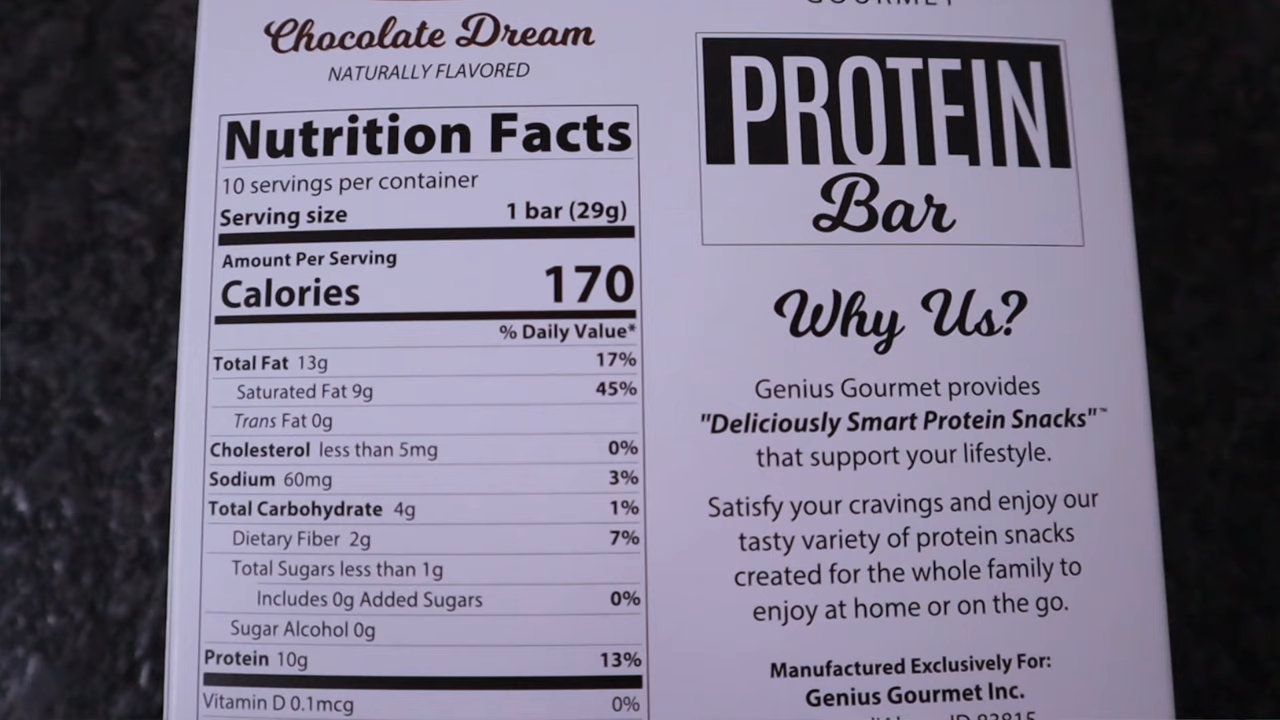 Chocolate Dream
NATURALLY FLAVORED
Nutrition Facts
10 servings per container
Serving size 1 bar (29g)
Amount Per Serving
Calories 170
% Daily Value*
Total Fat 13g 17%
Saturated Fat 9g 45%
Trans Fat 0g
Cholesterol less than 5mg 0%
Sodium 60mg 3%
Total Carbohydrate 4g 1%
Dietary Fiber 2g 7%
Total Sugars less than 1g
Includes 0g Added Sugars 0%
Sugar Alcohol 0g
Protein 10g 13%
Vitamin D 0.1mcg 0%
GOURMET
PROTEIN
Bar
Why Us?
Genius Gourmet provides
"Deliciously Smart Protein Snacks"™
that support your lifestyle.
Satisfy your cravings and enjoy our
tasty variety of protein snacks
created for the whole family to
enjoy at home or on the go.
Manufactured Exclusively For:
Genius Gourmet Inc.